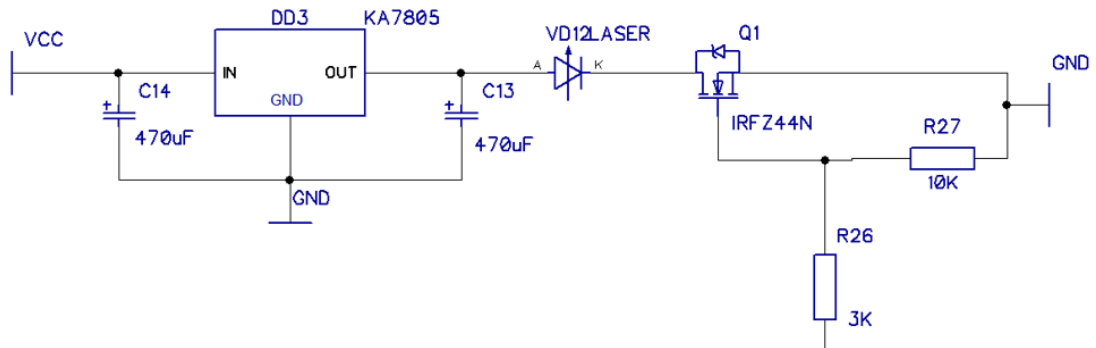 DD3 KA7805
VCC
VD12LASER
Q1
GND
IN OUT
A K
C14
C13
GND
470uF
470uF
IRFZ44N
R27
10K
GND
R26
3K